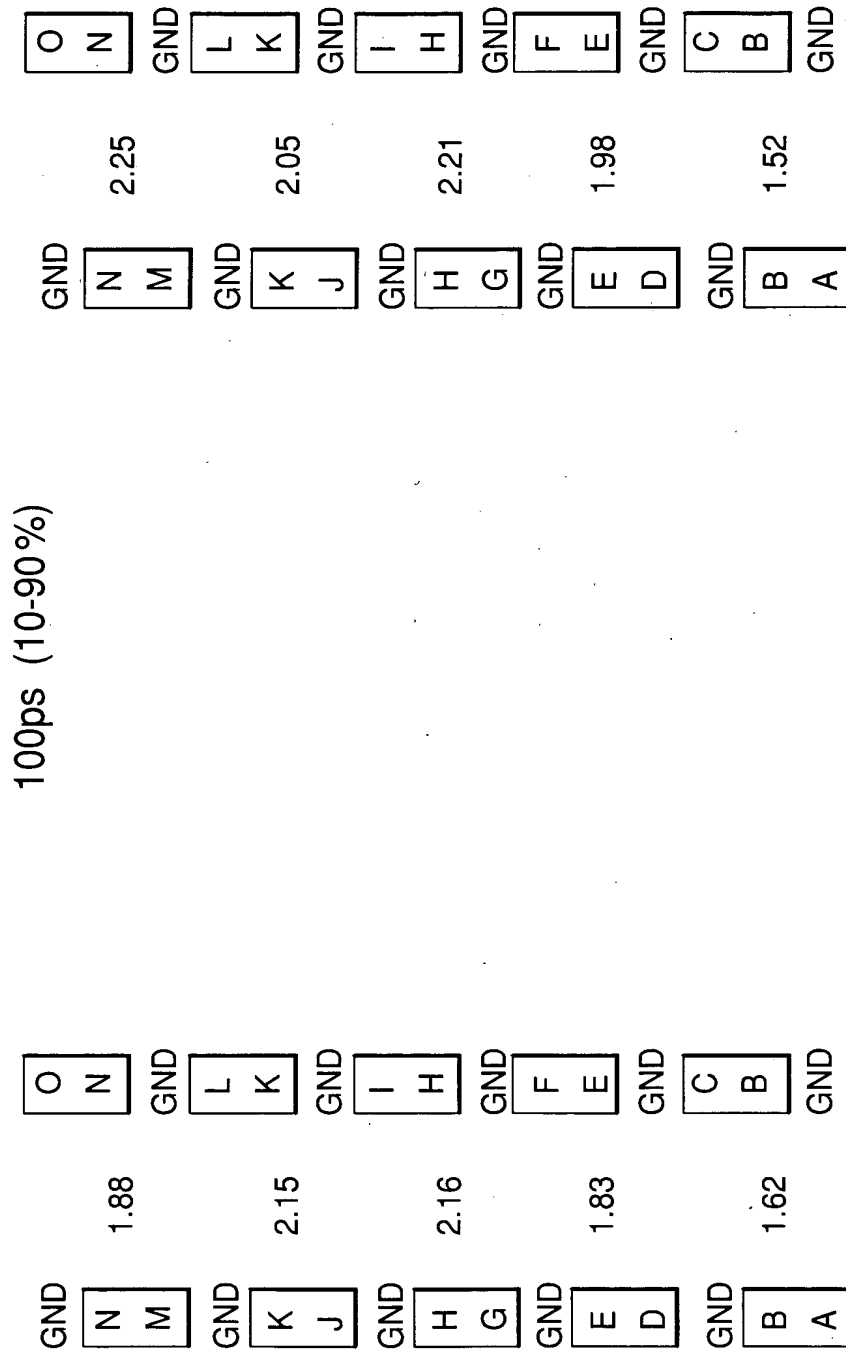 100ps (10-90%)
GND O GND O
N N N N
1.88 2.25
M GND M GND
GND L GND L
K K K K
2.15 2.05
J GND J GND
GND I GND I
H H H H
2.16 2.21
G GND G GND
GND F GND F
E E E E
1.83 1.98
D GND D GND
GND C GND C
B B B B
1.62 1.52
A GND A GND